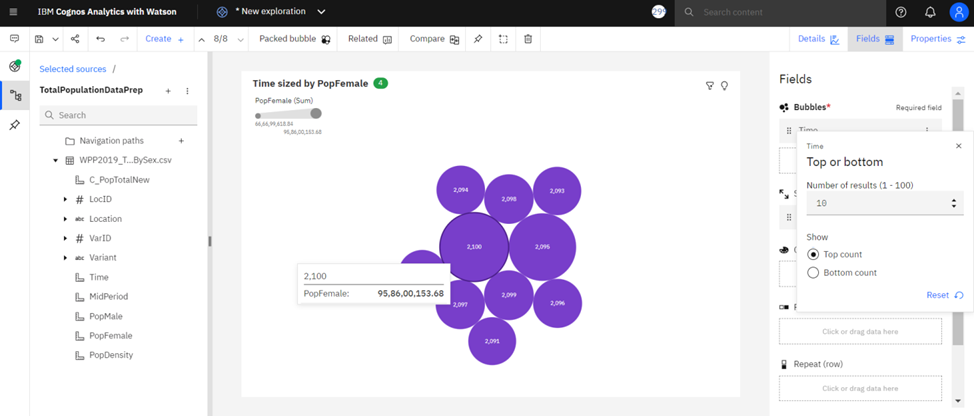 IBM Cognos Analytics with Watson
* New exploration
Search content
Create
8/8
Packed bubble
Related
Compare
Details
Fields
Properties
Selected sources /
TotalPopulationDataPrep
Search
Navigation paths
WPP2019_T...BySex.csv
C_PopTotalNew
LocID
Location
VarID
Variant
Time
MidPeriod
PopMale
PopFemale
PopDensity
Time sized by PopFemale 4
PopFemale (Sum)
66,66,99,618.84
95,86,00,153.68
2,094
2,098
2,093
2,100
2,095
2,100
PopFemale: 95,86,00,153.68
2,097
2,099
2,096
2,091
Fields
Bubbles* Required field
Time
Time
Top or bottom
Number of results (1 - 100)
10
Show
Top count
Bottom count
Reset
Click or drag data here
Repeat (row)
Click or drag data here